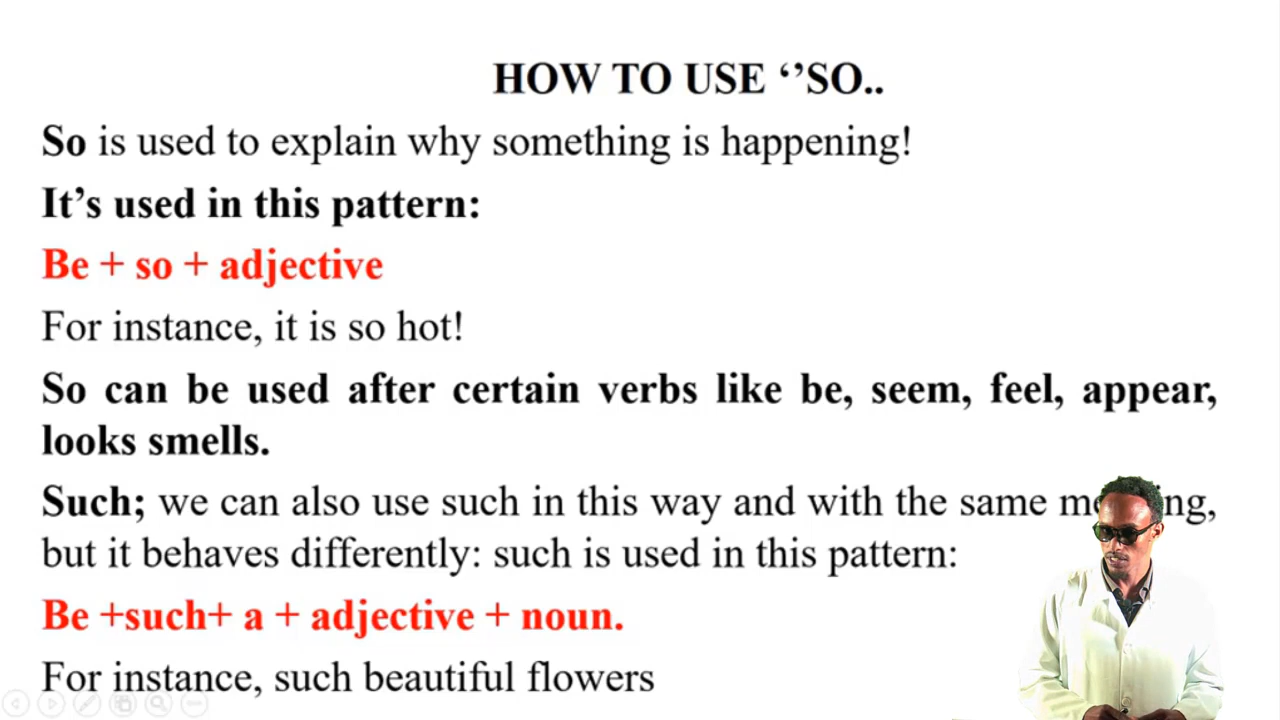 HOW TO USE ‘’SO..
So is used to explain why something is happening!
It’s used in this pattern:
Be + so + adjective
For instance, it is so hot!
So can be used after certain verbs like be, seem, feel, appear,
looks smells.
Such; we can also use such in this way and with the same
but it behaves differently: such is used in this pattern:
Be +such+ a + adjective + noun.
For instance, such beautiful flowers